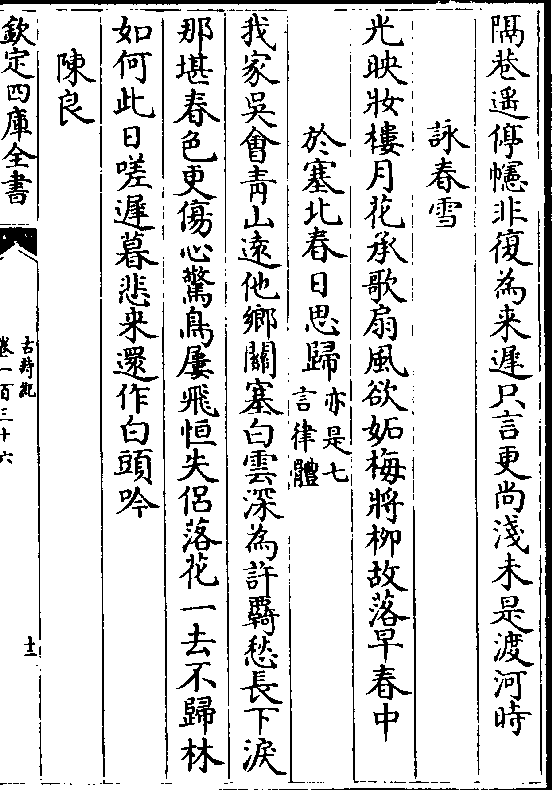 隔巷遥停幰非復為来遲只言更尚淺未是渡河時
詠春雪
光映妝樓月花承歌扇風欲妬梅將柳故落早春中
於塞北春日思歸亦是七
言律體
我家吳會青山遠他鄉關塞白雲深為許羇愁長下淚
那堪春色更傷心驚鳥屢飛恒失侣落花一去不歸林
如何此日嗟遲暮悲来還作白頭吟
陳良
欽定四庫全書
古詩紀
卷一百三十六
十二